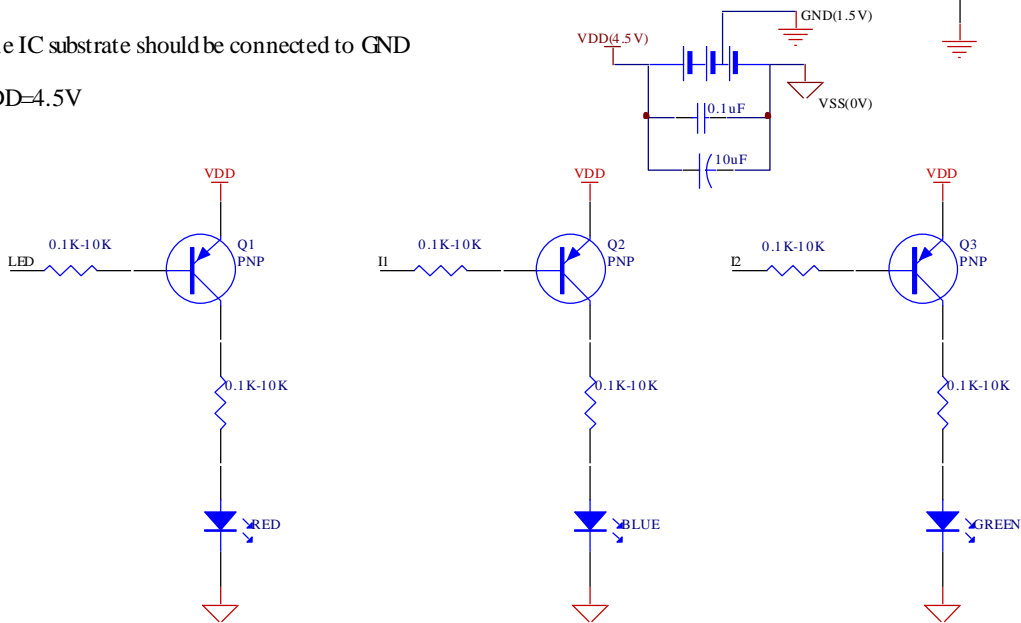 GND(1.5V)
e IC substrate should be connected to GND
VDD(4.5V)
DD=4.5V
VSS(0V)
0.1uF
10uF
VDD
VDD
VDD
0.1K-10K
Q1
PNP
LED
0.1K-10K
Q2
PNP
I1
0.1K-10K
Q3
PNP
I2
0.1K-10K
0.1K-10K
0.1K-10K
RED
BLUE
GREEN